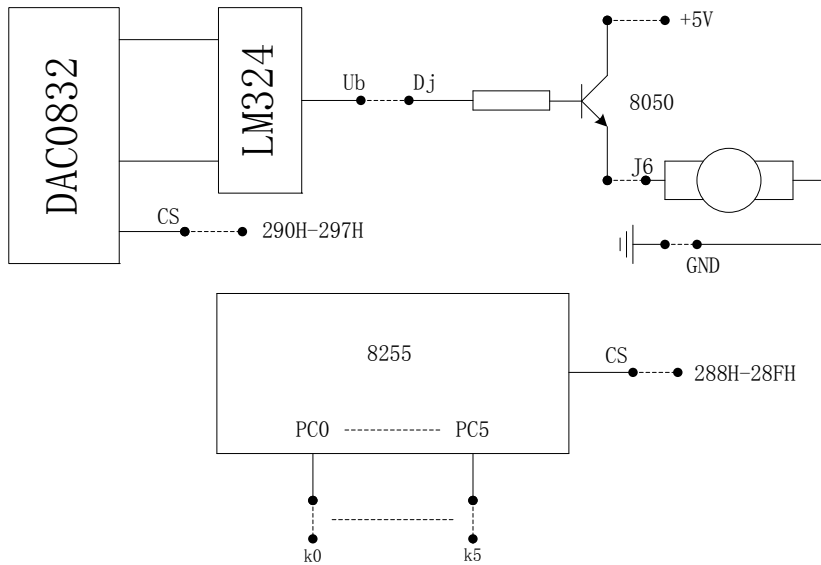 DAC0832
LM324
Ub
Dj
+5V
8050
J6
CS
290H-297H
GND
8255
CS
288H-28FH
PC0
PC5
k0
k5